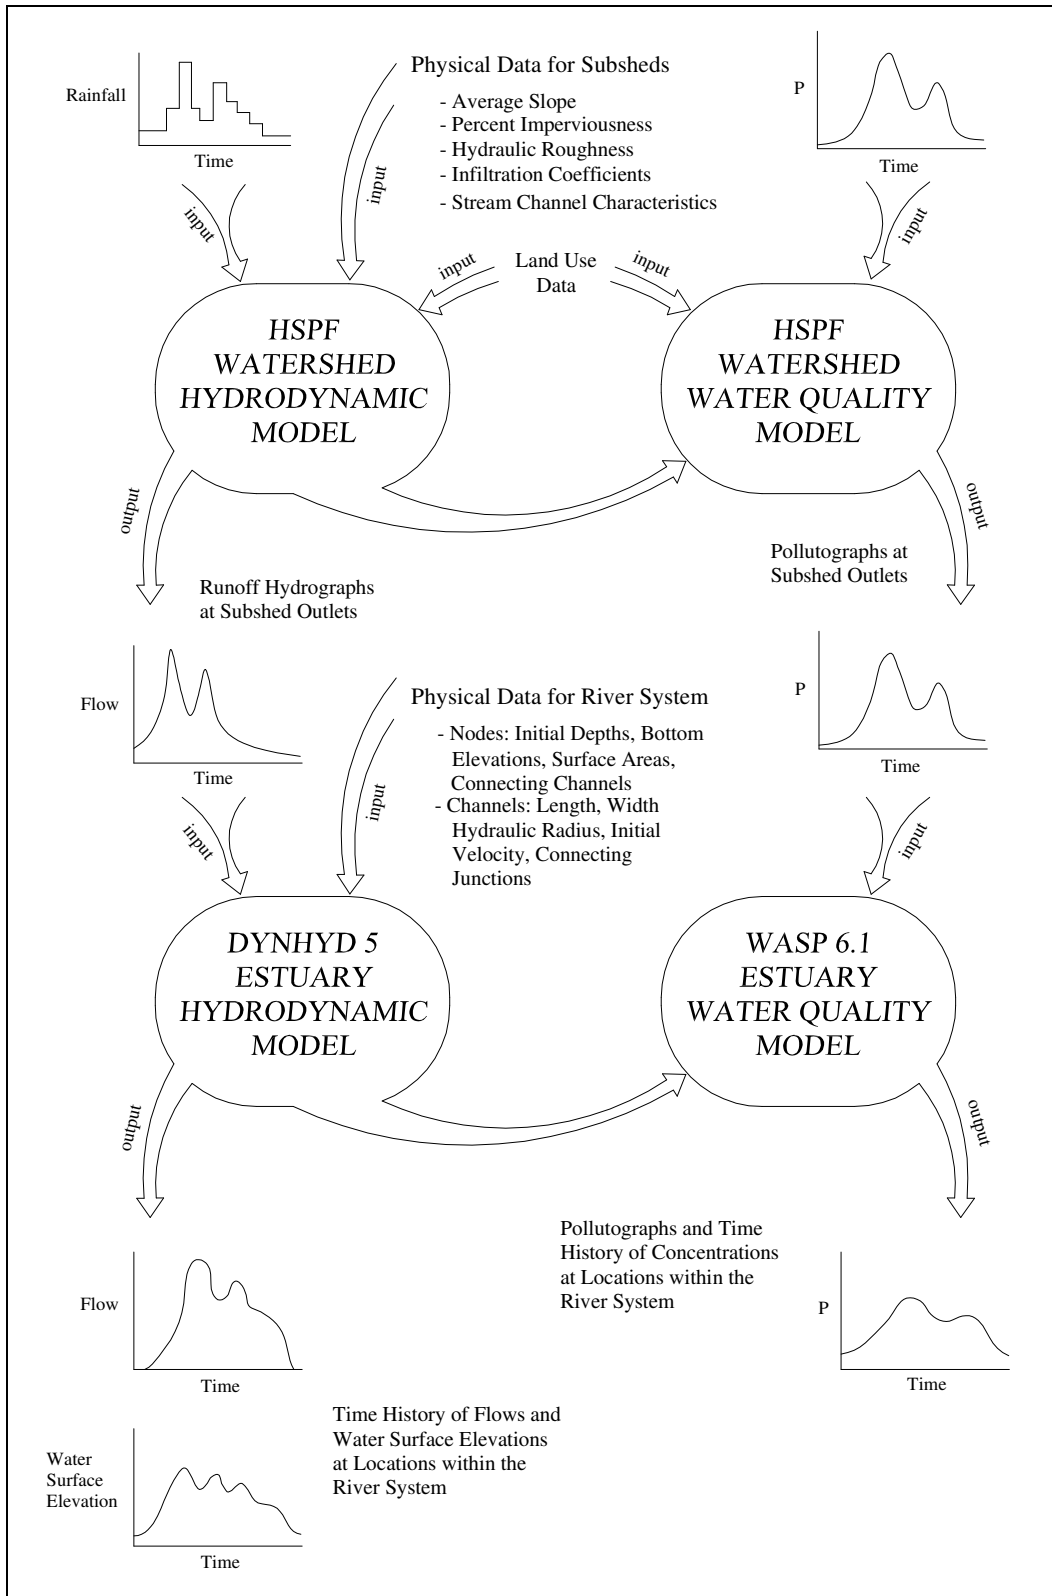 Rainfall
Time
input
Physical Data for Subsheds
- Average Slope
- Percent Imperviousness
- Hydraulic Roughness
- Infiltration Coefficients
- Stream Channel Characteristics
input
P
Time
input
input
Land Use
Data
input
HSPF
WATERSHED
HYDRODYNAMIC
MODEL
HSPF
WATERSHED
WATER QUALITY
MODEL
output
output
Runoff Hydrographs
at Subshed Outlets
Pollutographs at
Subshed Outlets
Flow
Time
input
Physical Data for River System
- Nodes: Initial Depths, Bottom
Elevations, Surface Areas,
Connecting Channels
- Channels: Length, Width
Hydraulic Radius, Initial
Velocity, Connecting
Junctions
input
P
Time
input
DYNHYD 5
ESTUARY
HYDRODYNAMIC
MODEL
WASP 6.1
ESTUARY
WATER QUALITY
MODEL
output
output
Flow
Time
Pollutographs and Time
History of Concentrations
at Locations within the
River System
P
Time
Water
Surface
Elevation
Time
Time History of Flows and
Water Surface Elevations
at Locations within the
River System